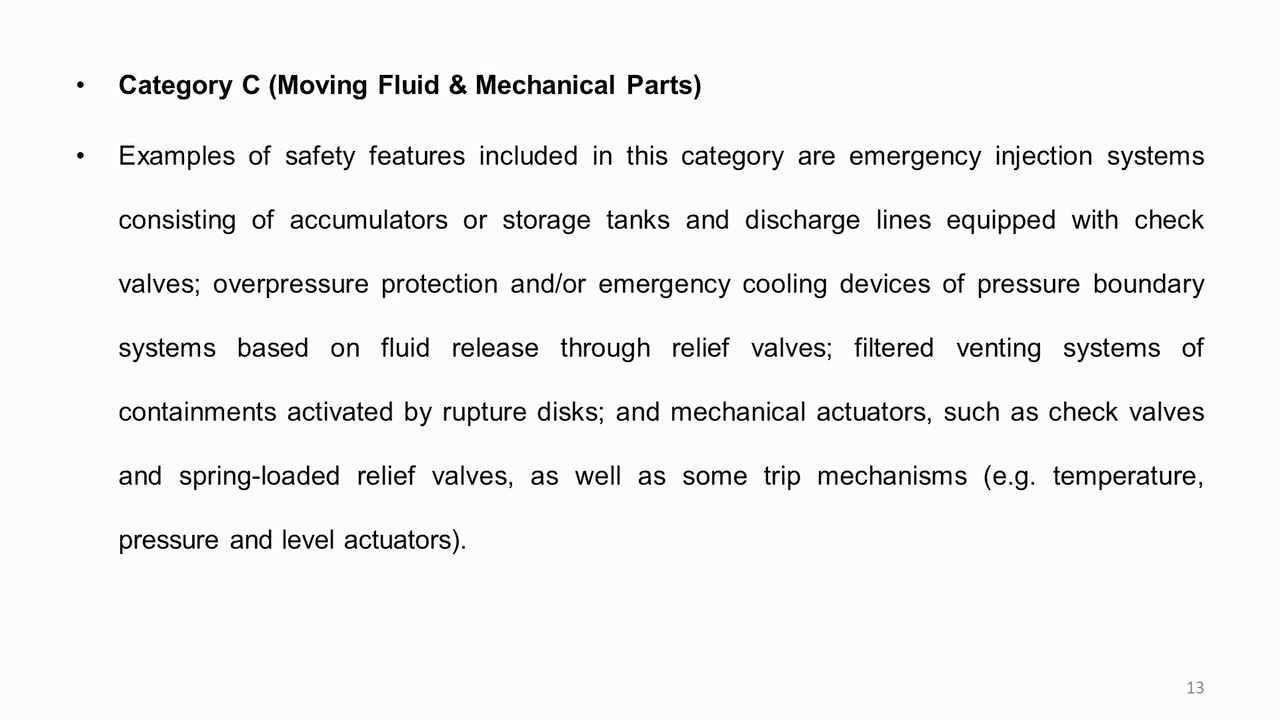 • Category C (Moving Fluid & Mechanical Parts)
• Examples of safety features included in this category are emergency injection systems
consisting of accumulators or storage tanks and discharge lines equipped with check
valves; overpressure protection and/or emergency cooling devices of pressure boundary
systems based on fluid release through relief valves; filtered venting systems of
containments activated by rupture disks; and mechanical actuators, such as check valves
and spring-loaded relief valves, as well as some trip mechanisms (e.g. temperature,
pressure and level actuators).
13